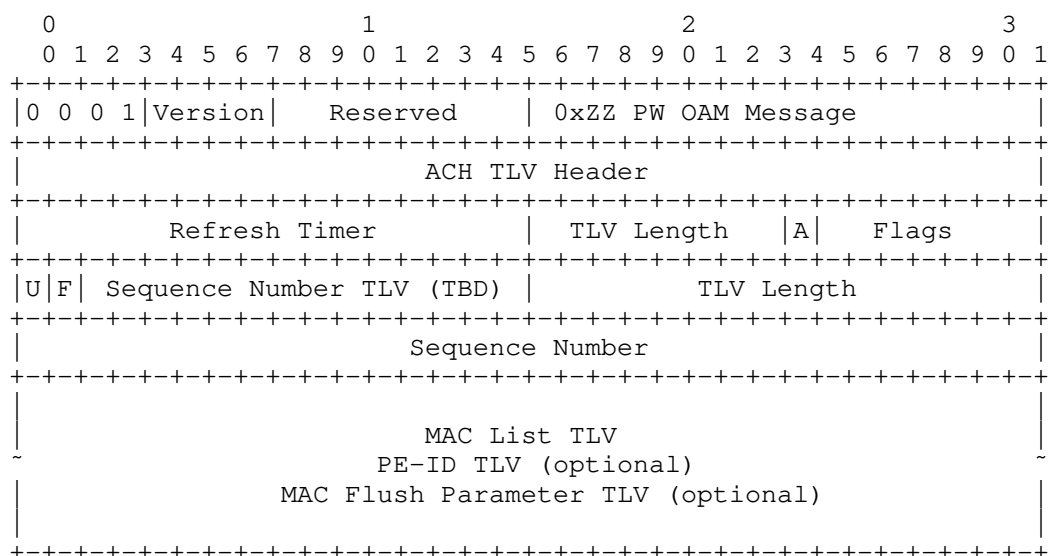 0                   1                   2                   3
 0 1 2 3 4 5 6 7 8 9 0 1 2 3 4 5 6 7 8 9 0 1 2 3 4 5 6 7 8 9 0 1
+-+-+-+-+-+-+-+-+-+-+-+-+-+-+-+-+-+-+-+-+-+-+-+-+-+-+-+-+-+-+-+-+
|0 0 0 1|Version|   Reserved    | 0xZZ PW OAM Message           |
+-+-+-+-+-+-+-+-+-+-+-+-+-+-+-+-+-+-+-+-+-+-+-+-+-+-+-+-+-+-+-+-+
|                         ACH TLV Header                        |
+-+-+-+-+-+-+-+-+-+-+-+-+-+-+-+-+-+-+-+-+-+-+-+-+-+-+-+-+-+-+-+-+
|         Refresh Timer         |  TLV Length   |A|   Flags     |
+-+-+-+-+-+-+-+-+-+-+-+-+-+-+-+-+-+-+-+-+-+-+-+-+-+-+-+-+-+-+-+-+
|U|F| Sequence Number TLV (TBD) |          TLV Length           |
+-+-+-+-+-+-+-+-+-+-+-+-+-+-+-+-+-+-+-+-+-+-+-+-+-+-+-+-+-+-+-+-+
|                        Sequence Number                        |
+-+-+-+-+-+-+-+-+-+-+-+-+-+-+-+-+-+-+-+-+-+-+-+-+-+-+-+-+-+-+-+-+
|                                                               |
|                         MAC List TLV                          |
~                      PE-ID TLV (optional)                     ~
|                MAC Flush Parameter TLV (optional)             |
|                                                               |
+-+-+-+-+-+-+-+-+-+-+-+-+-+-+-+-+-+-+-+-+-+-+-+-+-+-+-+-+-+-+-+-+